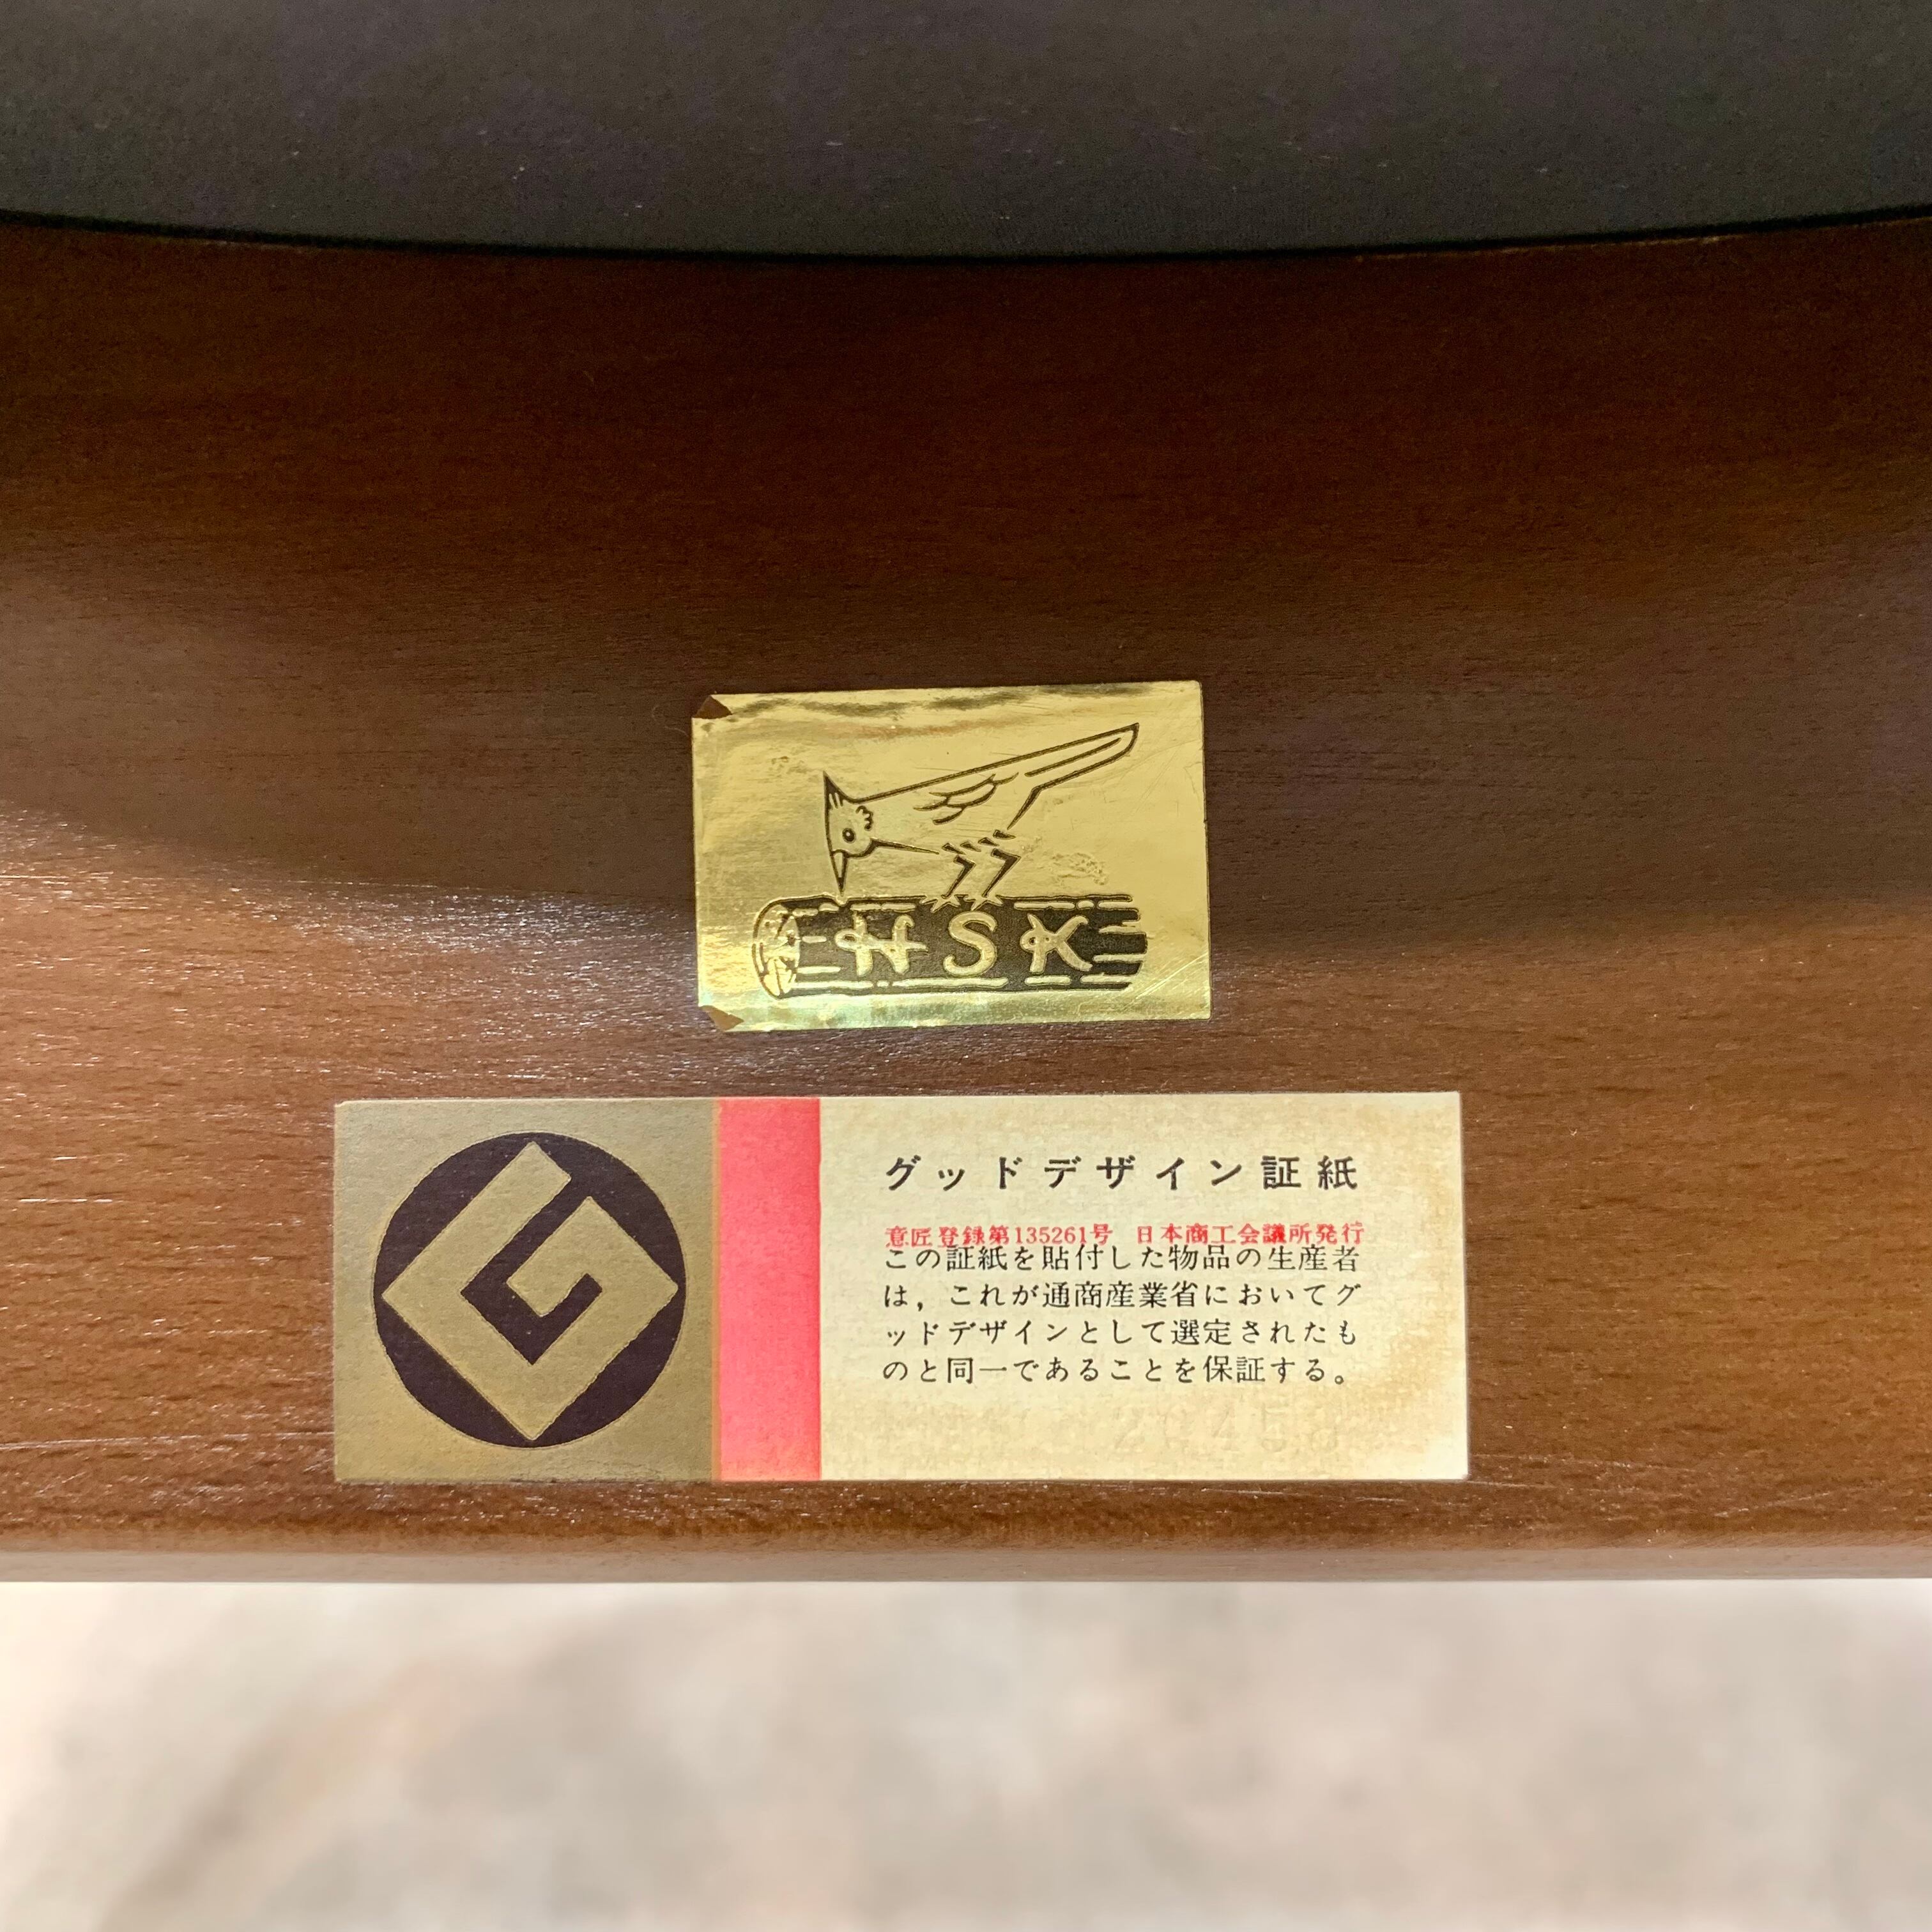 HSK
グッドデザイン証紙
意匠登録第135261号 日本商工会議所発行
この証紙を貼付した物品の生産者
は，これが通商産業省においてグ
ッドデザインとして選定されたも
のと同一であることを保証する。